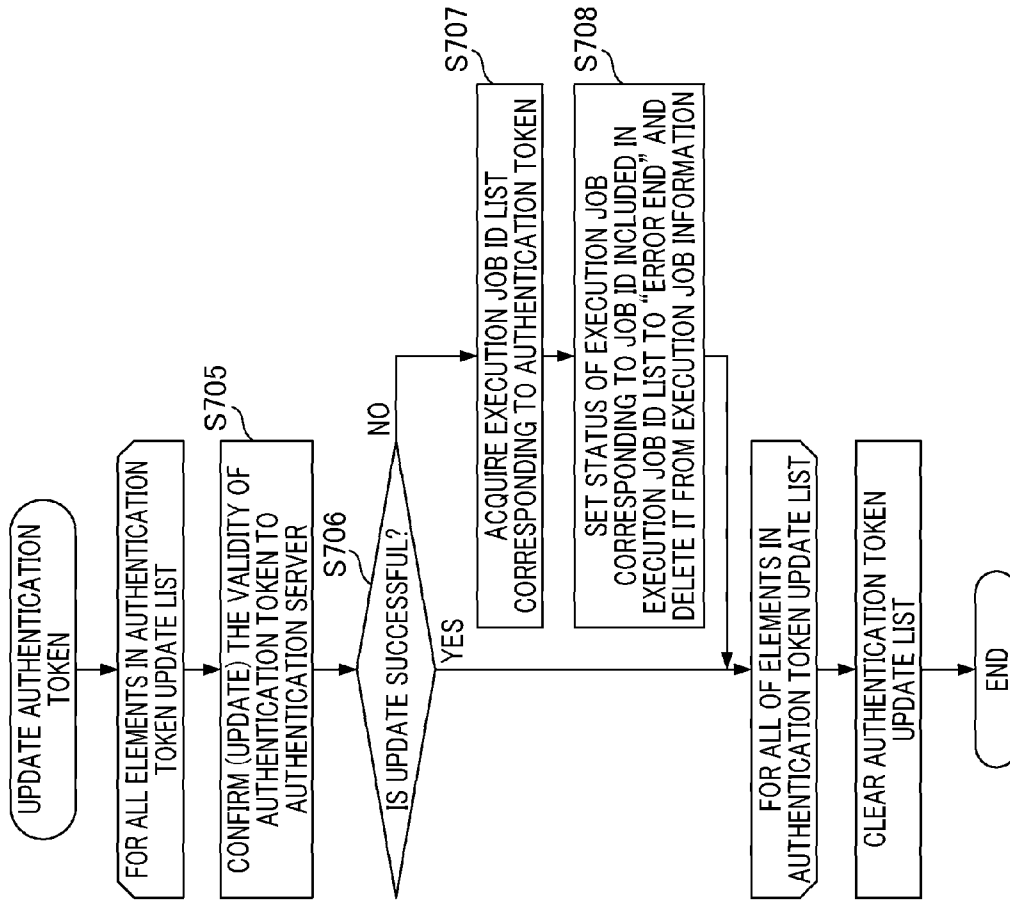 UPDATE AUTHENTICATION
TOKEN
FOR ALL ELEMENTS IN AUTHENTICATION
TOKEN UPDATE LIST
S705
CONFIRM (UPDATE) THE VALIDITY OF
AUTHENTICATION TOKEN TO
AUTHENTICATION SERVER
S706
IS UPDATE SUCCESSFUL?
NO
YES
S707
ACQUIRE EXECUTION JOB ID LIST
CORRESPONDING TO AUTHENTICATION TOKEN
S708
SET STATUS OF EXECUTION JOB
CORRESPONDING TO JOB ID INCLUDED IN
EXECUTION JOB ID LIST TO “ERROR END” AND
DELETE IT FROM EXECUTION JOB INFORMATION
FOR ALL OF ELEMENTS IN
AUTHENTICATION TOKEN UPDATE LIST
CLEAR AUTHENTICATION TOKEN
UPDATE LIST
END